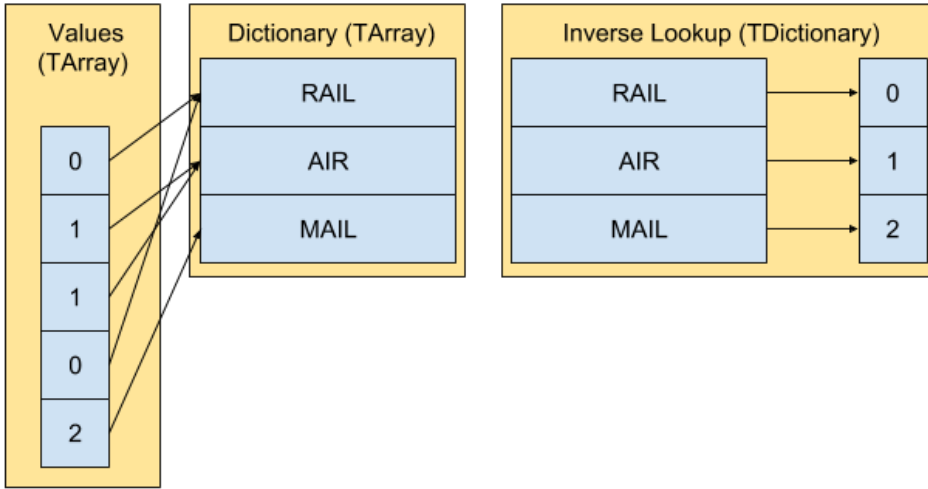 Values
(TArray)
0
1
1
0
2
Dictionary (TArray)
RAIL
AIR
MAIL
Inverse Lookup (TDictionary)
RAIL
0
AIR
1
MAIL
2